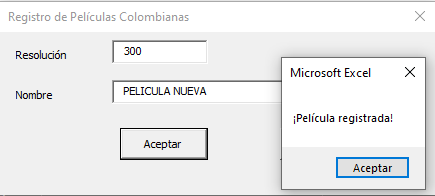 Registro de Películas Colombianas
Resolución 300
Nombre PELICULA NUEVA
Aceptar
Microsoft Excel
¡Película registrada!
Aceptar